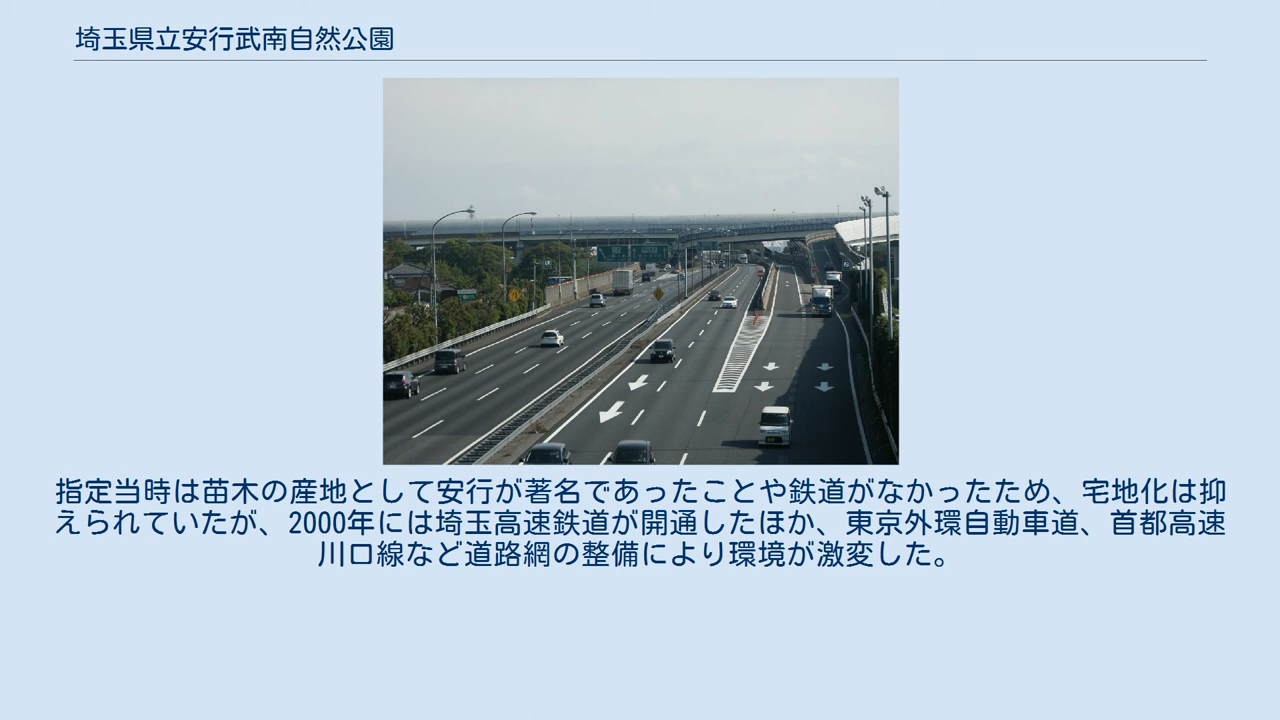 埼玉県立安行武南自然公園
指定当時は苗木の産地として安行が著名であったことや鉄道がなかったため、宅地化は抑
えられていたが、2000年には埼玉高速鉄道が開通したほか、東京外環自動車道、首都高速
川口線など道路網の整備により環境が激変した。